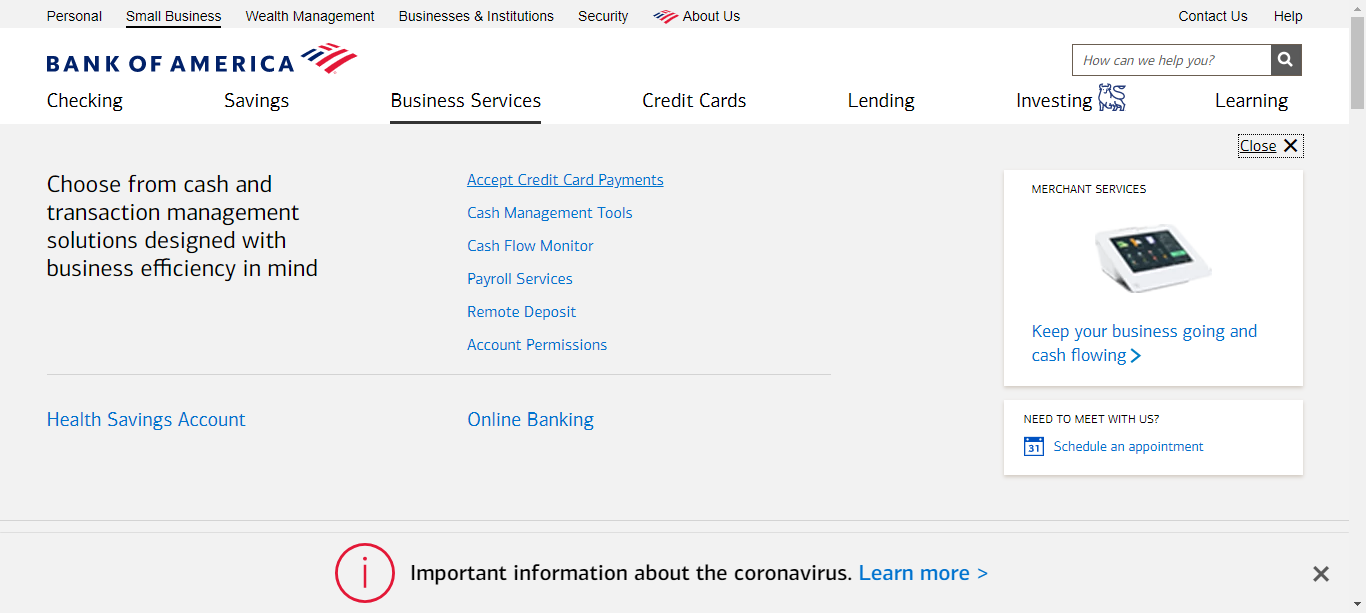 Personal Small Business Wealth Management Businesses & Institutions Security About Us Contact Us Help
BANK OF AMERICA
How can we help you?
Checking Savings Business Services Credit Cards Lending Investing Learning
Close
Choose from cash and
transaction management
solutions designed with
business efficiency in mind
Accept Credit Card Payments
Cash Management Tools
Cash Flow Monitor
Payroll Services
Remote Deposit
Account Permissions
Health Savings Account
Online Banking
MERCHANT SERVICES
Keep your business going and
cash flowing >
NEED TO MEET WITH US?
31 Schedule an appointment
Important information about the coronavirus. Learn more >